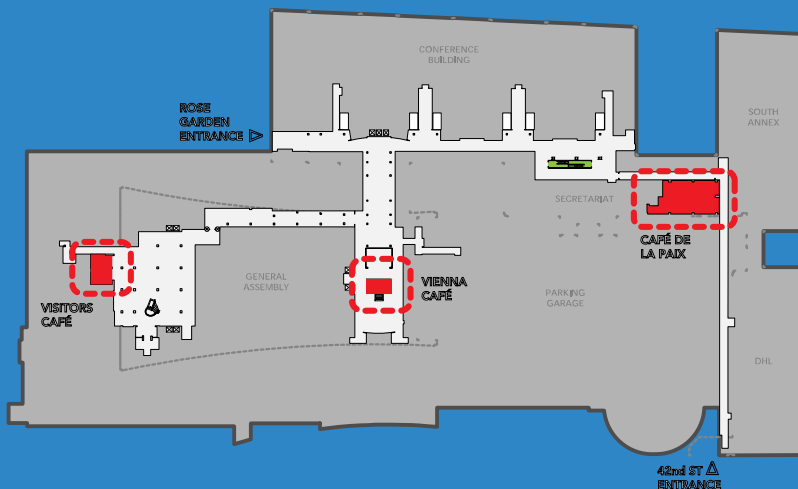 CONFERENCE
BUILDING
ROSE
GARDEN
ENTRANCE
SOUTH
ANNEX
SECRETARIAT
CAFÉ DE
LA PAIX
GENERAL
ASSEMBLY
VIENNA
CAFÉ
PARKING
GARAGE
VISITORS
CAFÉ
DHL
42nd ST
ENTRANCE